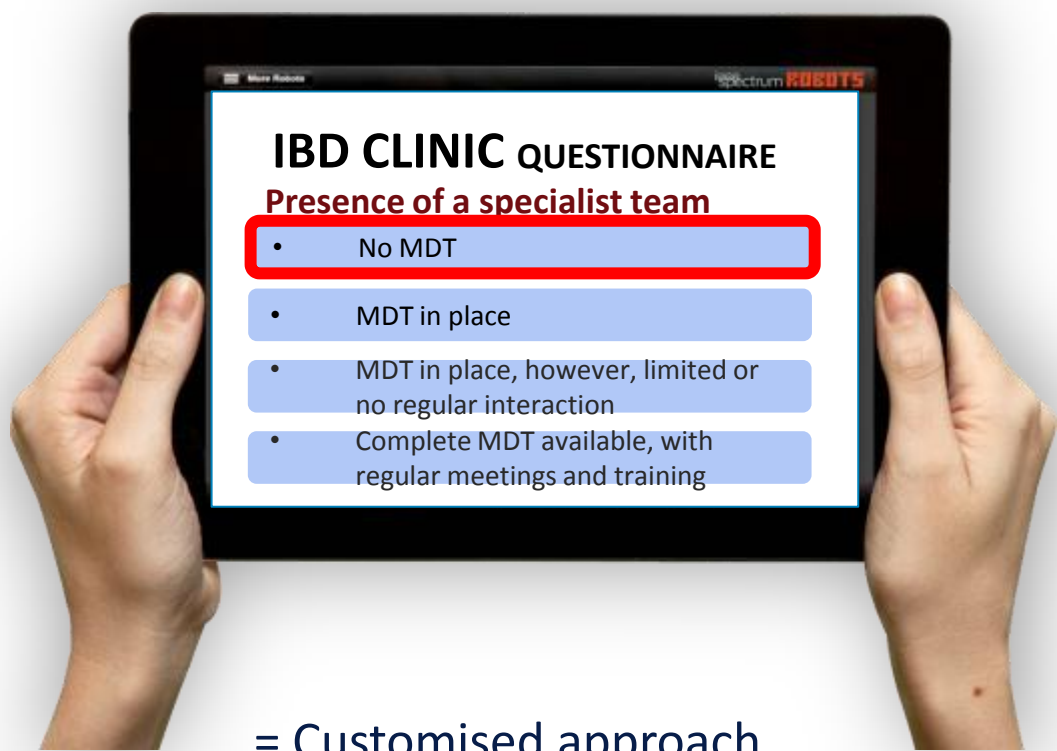 More Robots
spectrum ROBOTS
IBD CLINIC QUESTIONNAIRE
Presence of a specialist team
• No MDT
• MDT in place
• MDT in place, however, limited or
no regular interaction
• Complete MDT available, with
regular meetings and training
= Customised approach